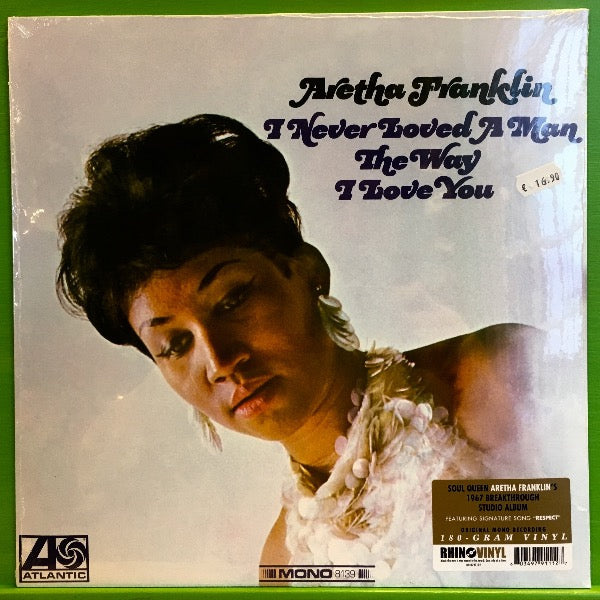 Aretha Franklin
I Never Loved A Man
The Way
I Love You
€ 16.90
SOUL QUEEN ARETHA FRANKLIN'S
1967 BREAKTHROUGH
STUDIO ALBUM
FEATURING SIGNATURE SONG "RESPECT"
ORIGINAL MONO RECORDING
180-GRAM VINYL
RHINO VINYL
ATLANTIC
MONO 8139